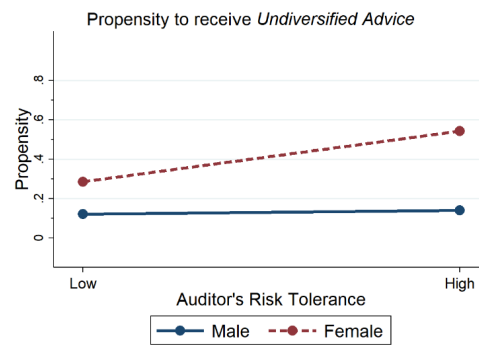 Propensity to receive Undiversified Advice
Propensity
.8
.6
.4
.2
0
Low
High
Auditor's Risk Tolerance
Male
Female